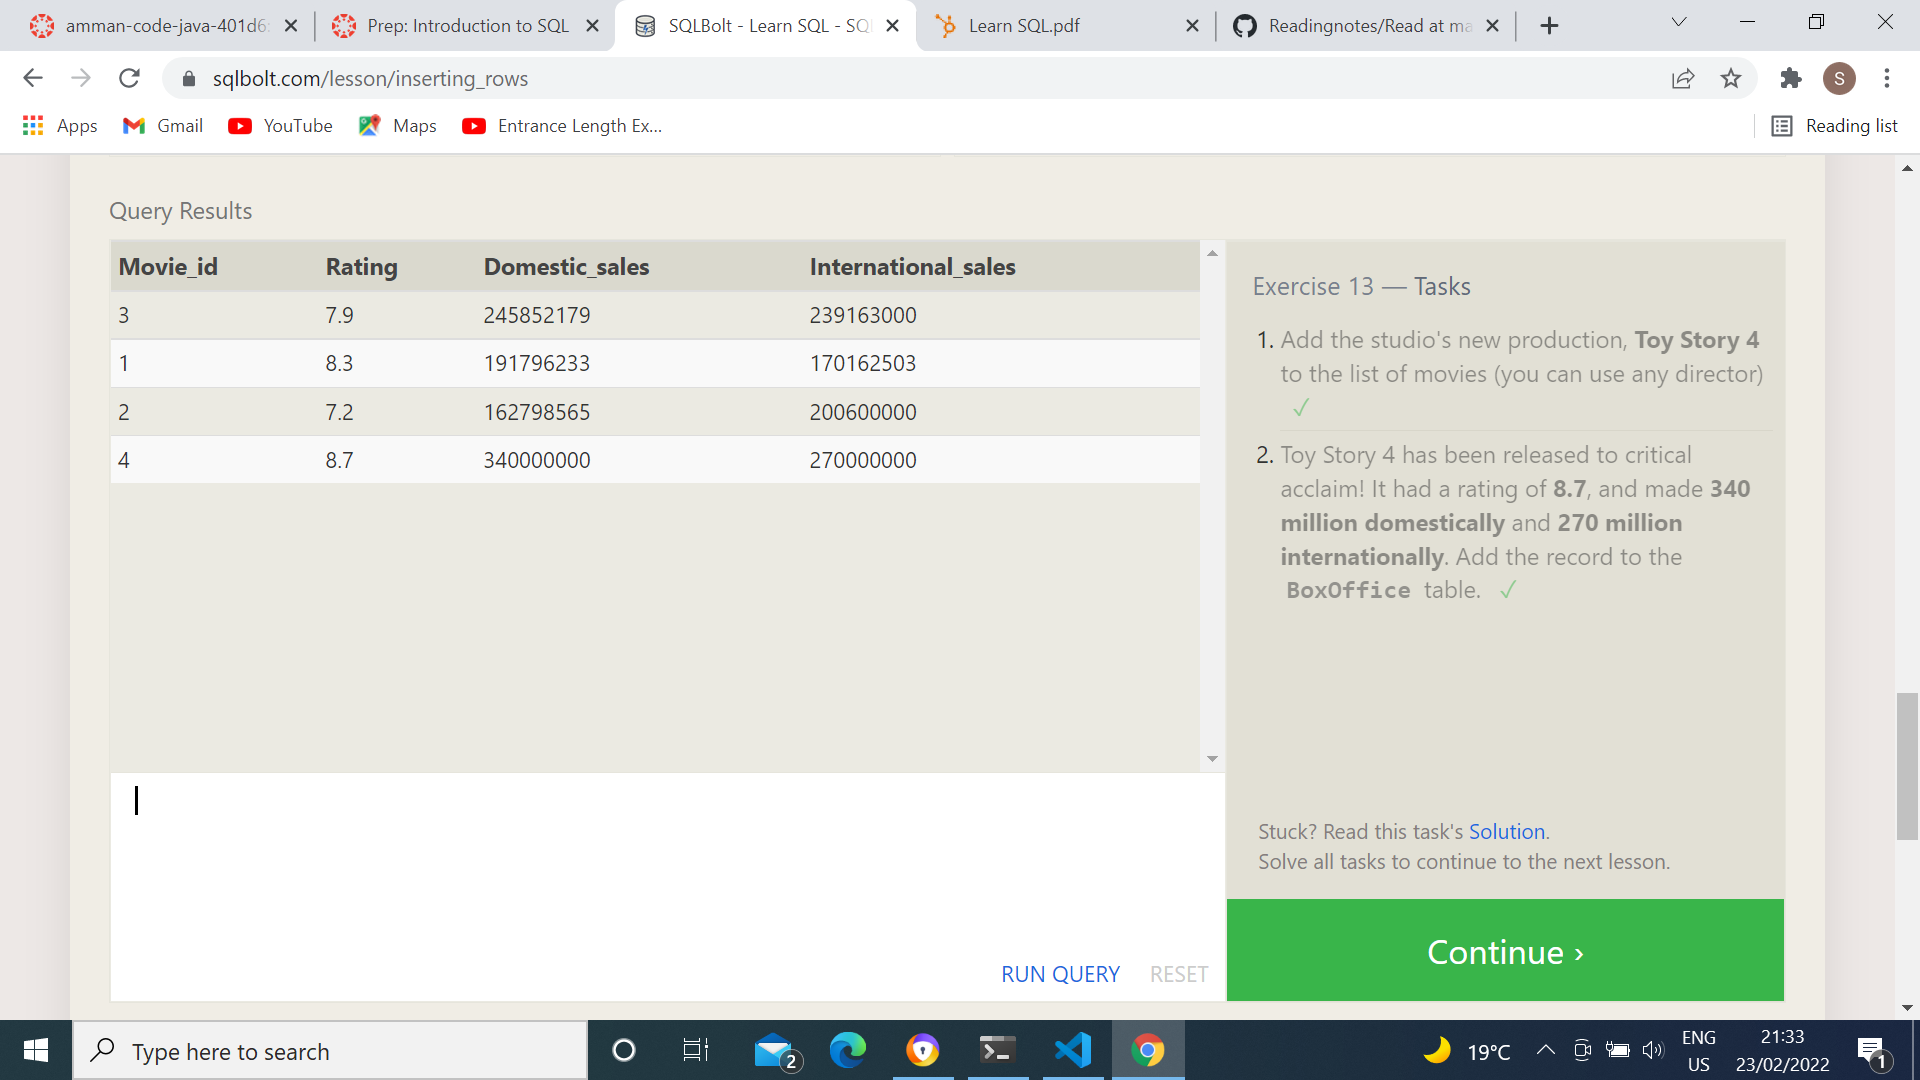 amman-code-java-401d6
Prep: Introduction to SQL
SQLBolt - Learn SQL - SQ
Learn SQL.pdf
Readingnotes/Read at ma
sqlbolt.com/lesson/inserting_rows
S
Apps
Gmail
YouTube
Maps
Entrance Length Ex...
Reading list
Query Results
Movie_id Rating Domestic_sales International_sales
3 7.9 245852179 239163000
1 8.3 191796233 170162503
2 7.2 162798565 200600000
4 8.7 340000000 270000000
Exercise 13 — Tasks
1. Add the studio's new production, Toy Story 4
to the list of movies (you can use any director)
✓
2. Toy Story 4 has been released to critical
acclaim! It had a rating of 8.7, and made 340
million domestically and 270 million
internationally. Add the record to the
BoxOffice table. ✓
Stuck? Read this task's Solution.
Solve all tasks to continue to the next lesson.
RUN QUERY RESET
Continue ›
Type here to search
2
19°C
ENG
US
21:33
23/02/2022
1